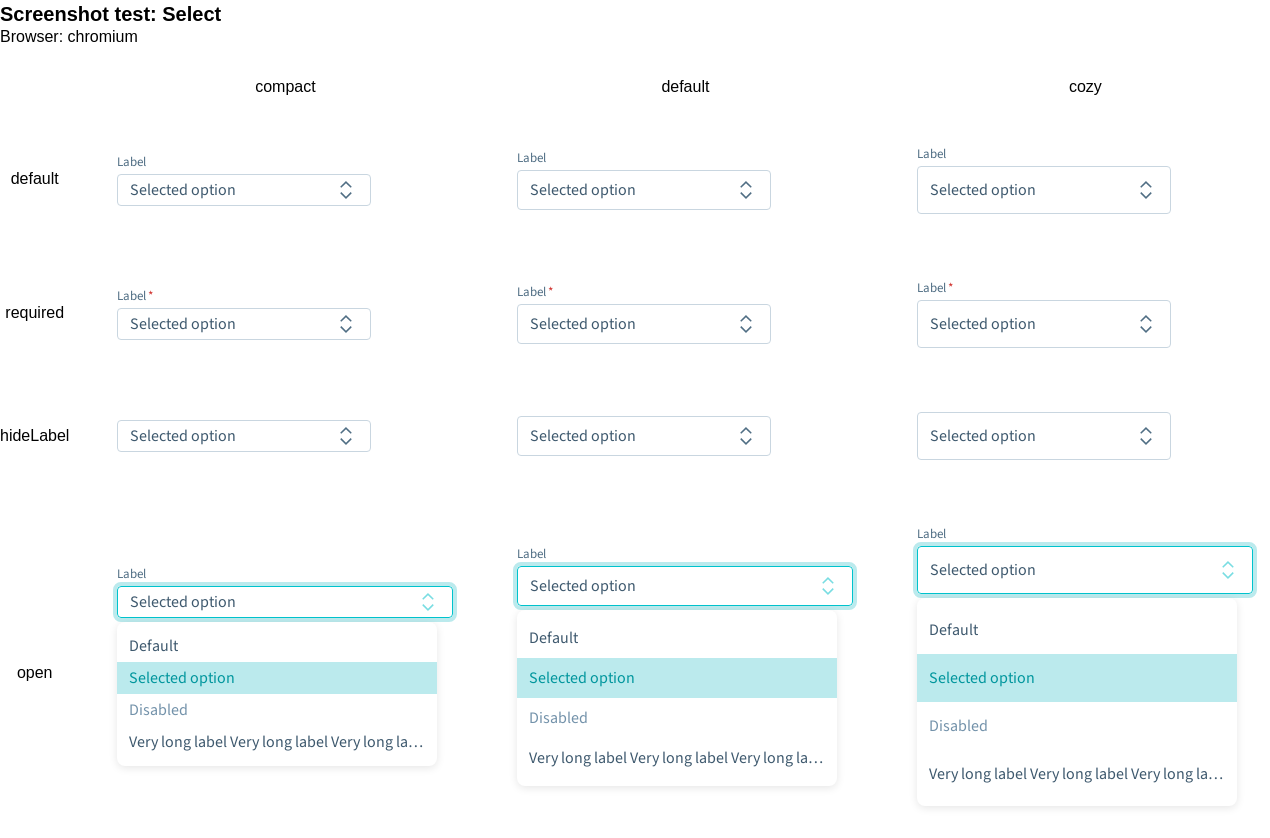 Screenshot test: Select
Browser: chromium
compact default cozy
default
Label Label Label
Selected option Selected option Selected option
required
Label* Label* Label*
Selected option Selected option Selected option
hideLabel
Selected option Selected option Selected option
open
Label
Selected option
Default
Selected option
Disabled
Very long label Very long label Very long la…
Label
Selected option
Default
Selected option
Disabled
Very long label Very long label Very long la…
Label
Selected option
Default
Selected option
Disabled
Very long label Very long label Very long la…